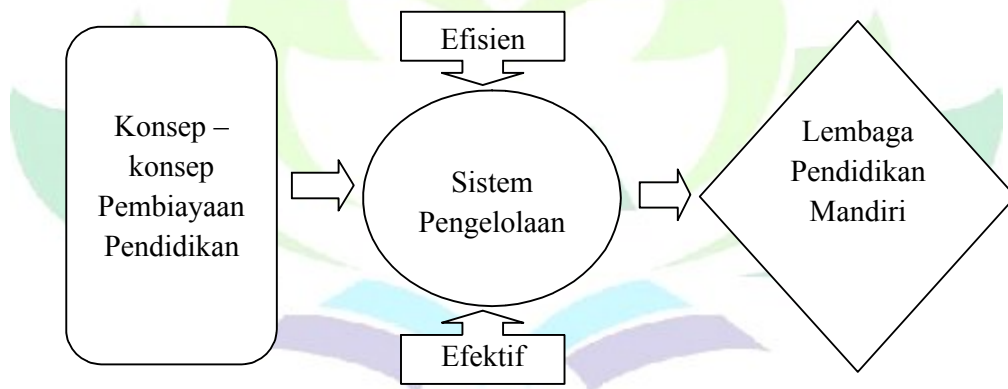 Efisien
Konsep –
konsep
Pembiayaan
Pendidikan
Sistem
Pengelolaan
Lembaga
Pendidikan
Mandiri
Efektif